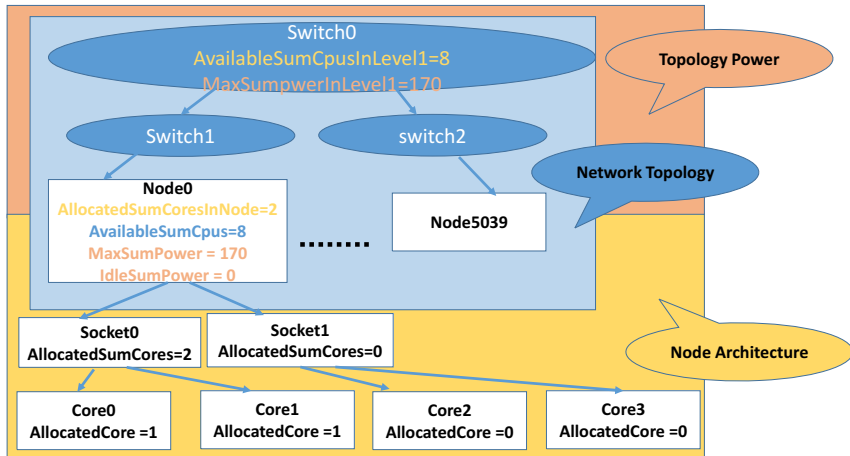 Switch0
AvailableSumCpusInLevel1=8
MaxSumpwerInLevel1=170
Topology Power
Switch1
switch2
Network Topology
Node0
AllocatedSumCoresInNode=2
AvailableSumCpus=8
MaxSumPower = 170
IdleSumPower = 0
........
Node5039
Socket0
AllocatedSumCores=2
Socket1
AllocatedSumCores=0
Node Architecture
Core0
AllocatedCore =1
Core1
AllocatedCore =1
Core2
AllocatedCore =0
Core3
AllocatedCore =0